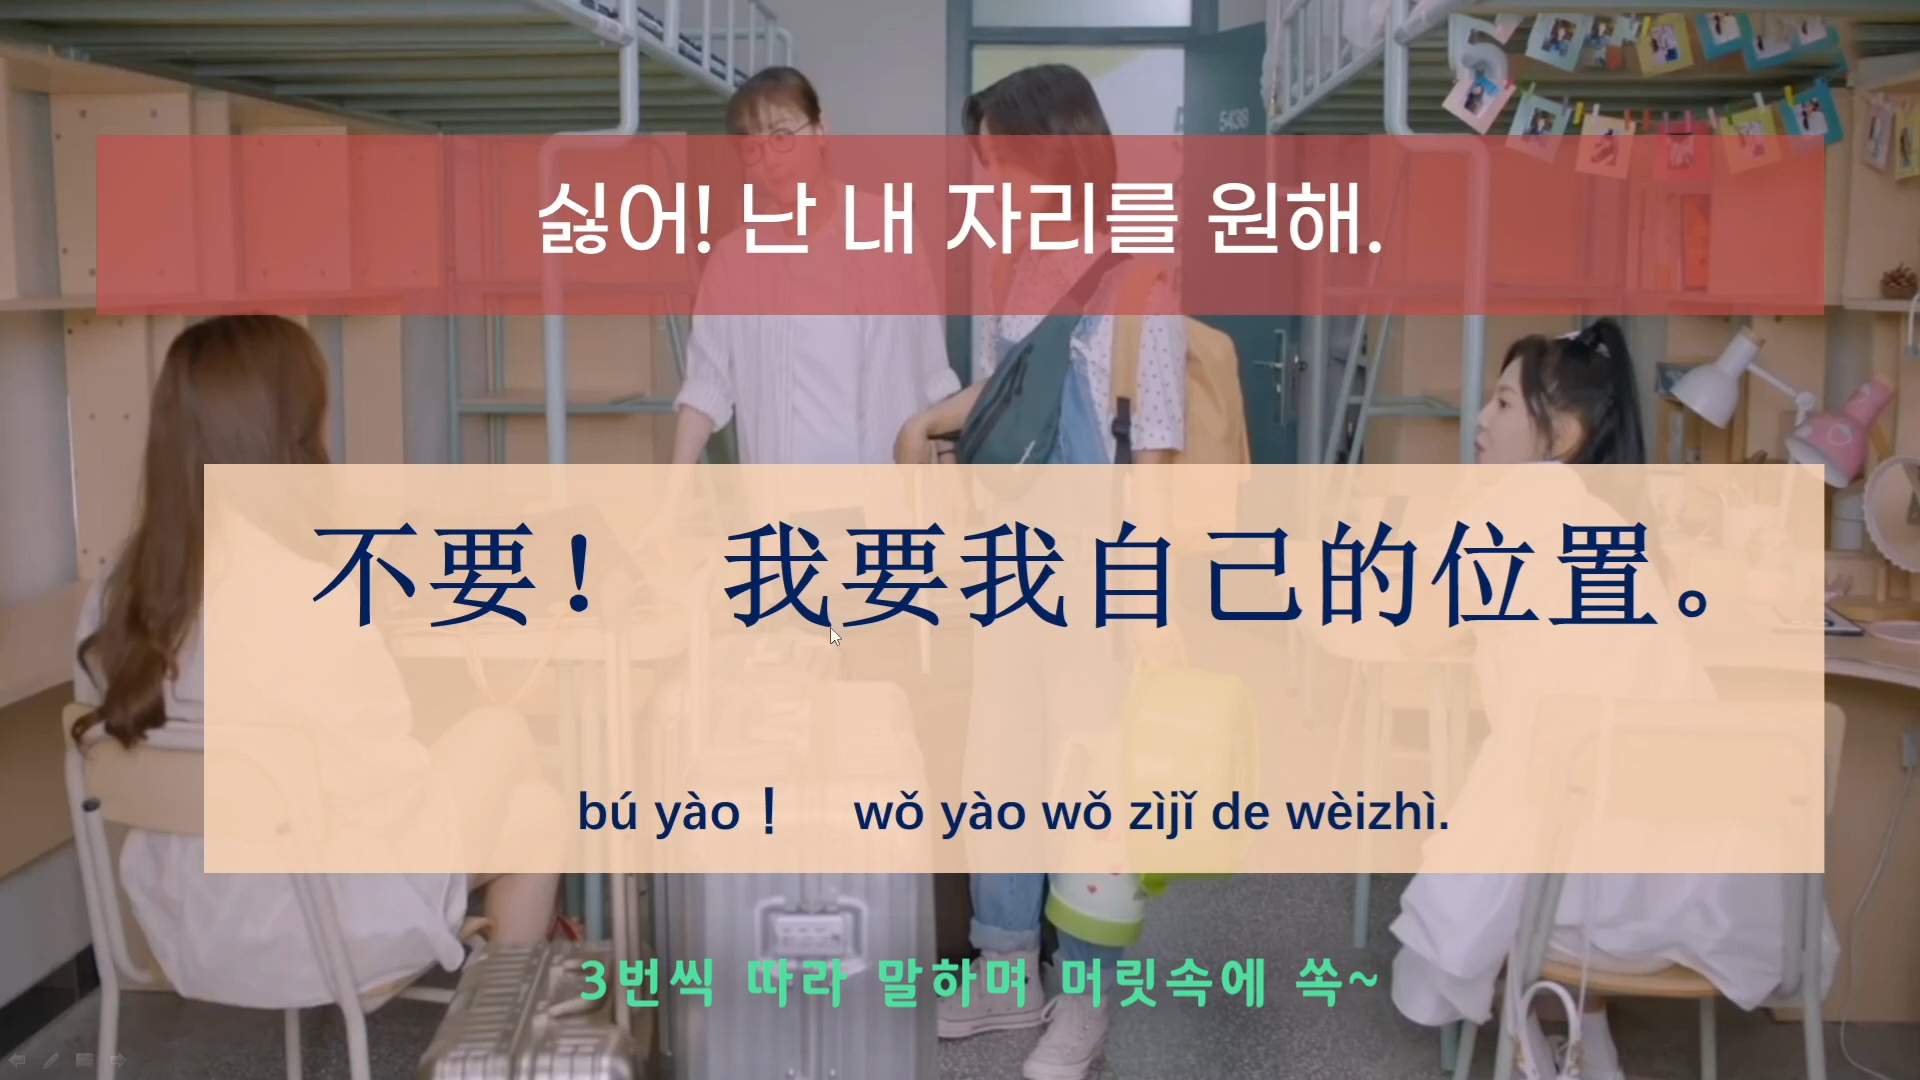 5438
싫어! 난 내 자리를 원해.
不要！ 我要我自己的位置。
bú yào！ wǒ yào wǒ zìjǐ de wèizhì.
3번씩 따라 말하며 머릿속에 쏙~